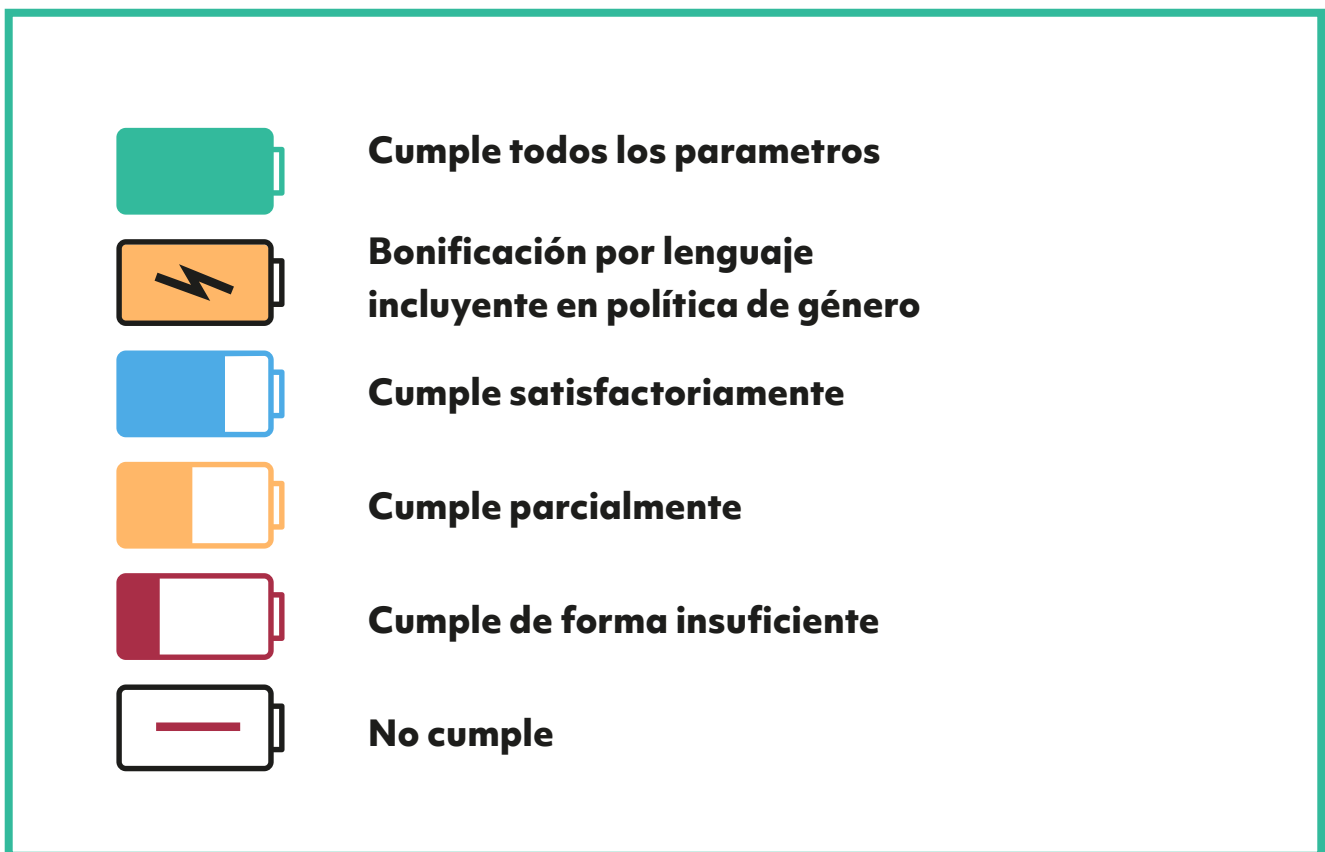 Cumple todos los parametros
Bonificación por lenguaje
incluyente en política de género
Cumple satisfactoriamente
Cumple parcialmente
Cumple de forma insuficiente
No cumple